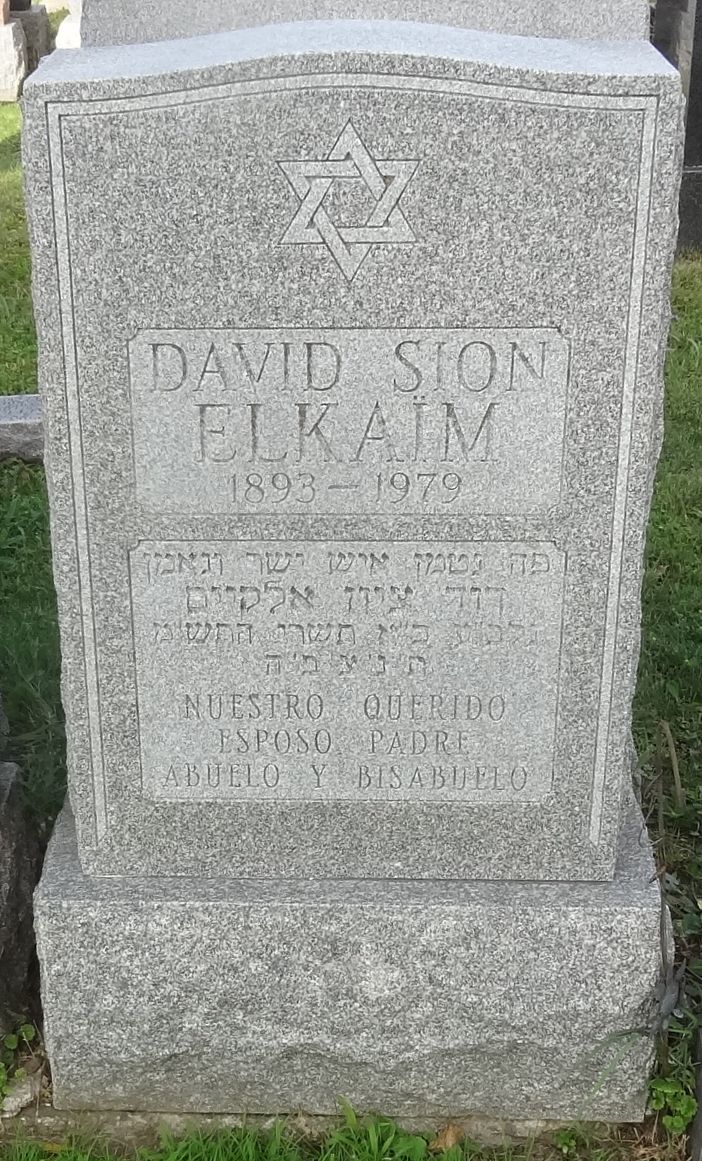 DAVID SION
ELKAÏM
1893 — 1979
פה נטמן איש ישר ונאמן
דוד ציון אלקיים
נלב״ע כ״א תשרי התש״מ
ת נ׳ צ׳ ב׳ ה
NUESTRO QUERIDO
ESPOSO PADRE
ABUELO Y BISABUELO